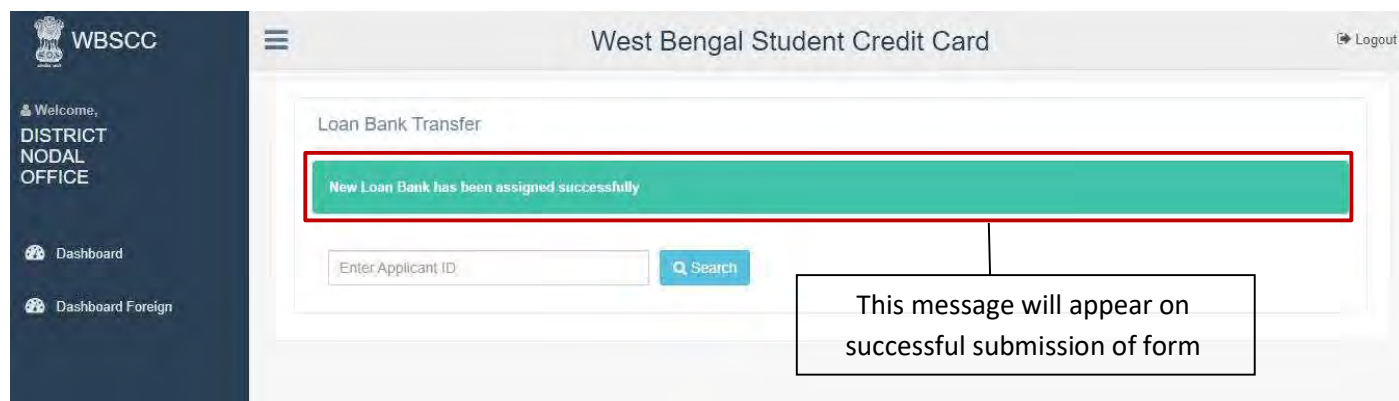 WBSCC
West Bengal Student Credit Card
Logout
Welcome,
DISTRICT
NODAL
OFFICE
Dashboard
Dashboard Foreign
Loan Bank Transfer
New Loan Bank has been assigned successfully
Enter Applicant ID
Search
This message will appear on
successful submission of form